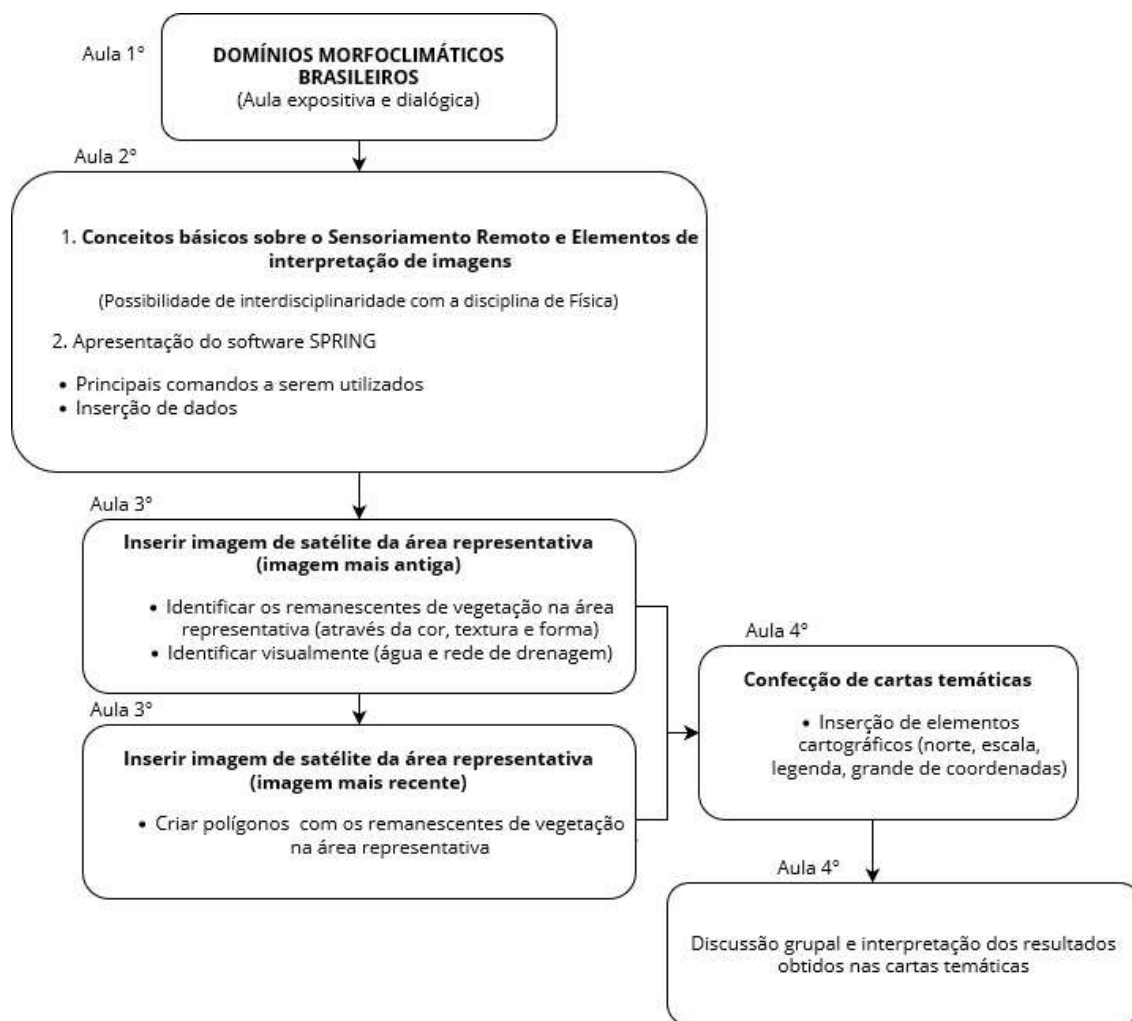 Aula 1°
DOMÍNIOS MORFOCLIMÁTICOS
BRASILEIROS
(Aula expositiva e dialógica)
Aula 2°
1. Conceitos básicos sobre o Sensoriamento Remoto e Elementos de
interpretação de imagens
(Possibilidade de interdisciplinaridade com a disciplina de Física)
2. Apresentação do software SPRING
• Principais comandos a serem utilizados
• Inserção de dados
Aula 3°
Inserir imagem de satélite da área representativa
(imagem mais antiga)
• Identificar os remanescentes de vegetação na área
representativa (através da cor, textura e forma)
• Identificar visualmente (água e rede de drenagem)
Aula 3°
Inserir imagem de satélite da área representativa
(imagem mais recente)
• Criar polígonos com os remanescentes de vegetação
na área representativa
Aula 4°
Confecção de cartas temáticas
• Inserção de elementos
cartográficos (norte, escala,
legenda, grande de coordenadas)
Aula 4°
Discussão grupal e interpretação dos resultados
obtidos nas cartas temáticas